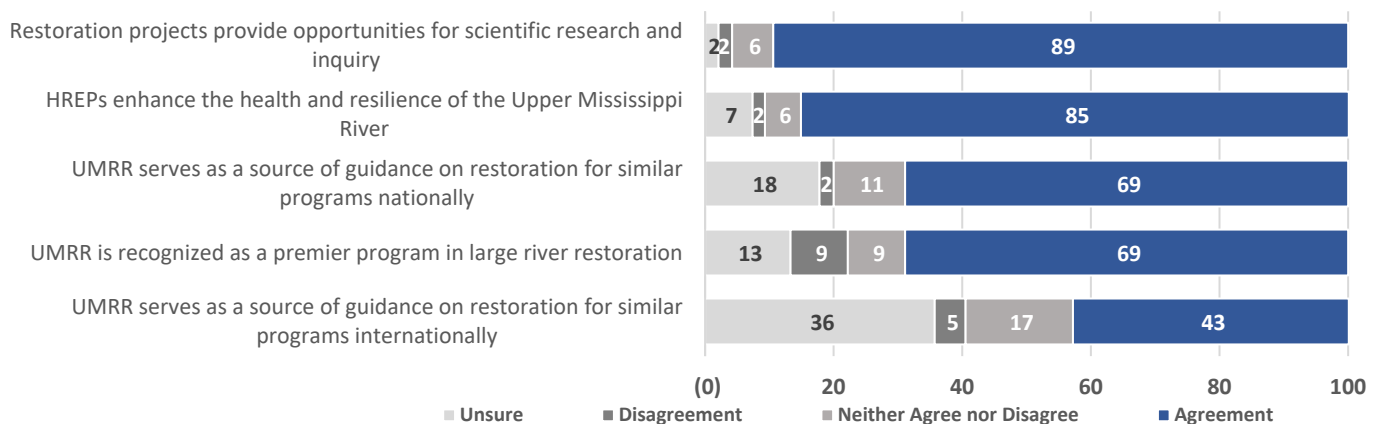 Restoration projects provide opportunities for scientific research and
inquiry
2 2 6 89
HREPs enhance the health and resilience of the Upper Mississippi
River
7 2 6 85
UMRR serves as a source of guidance on restoration for similar
programs nationally
18 2 11 69
UMRR is recognized as a premier program in large river restoration
13 9 9 69
UMRR serves as a source of guidance on restoration for similar
programs internationally
36 5 17 43
(0) 20 40 60 80 100
Unsure Disagreement Neither Agree nor Disagree Agreement